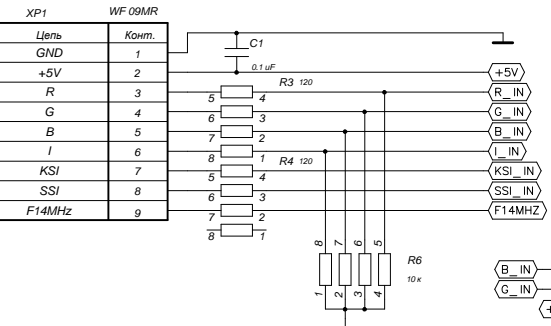 XP1 WF 09MR
Цепь Конт.
GND 1
+5V 2
R 3
G 4
B 5
I 6
KSI 7
SSI 8
F14MHz 9
C1
0.1 uF
R3 120
5 4
6 3
7 2
8 1
R4 120
5 4
6 3
7 2
8 1
+5V
R_IN
G_IN
B_IN
I_IN
KSI_IN
SSI_IN
F14MHZ
8 7 6 5
R6
10 к
1 2 3 4
B_IN
G_IN